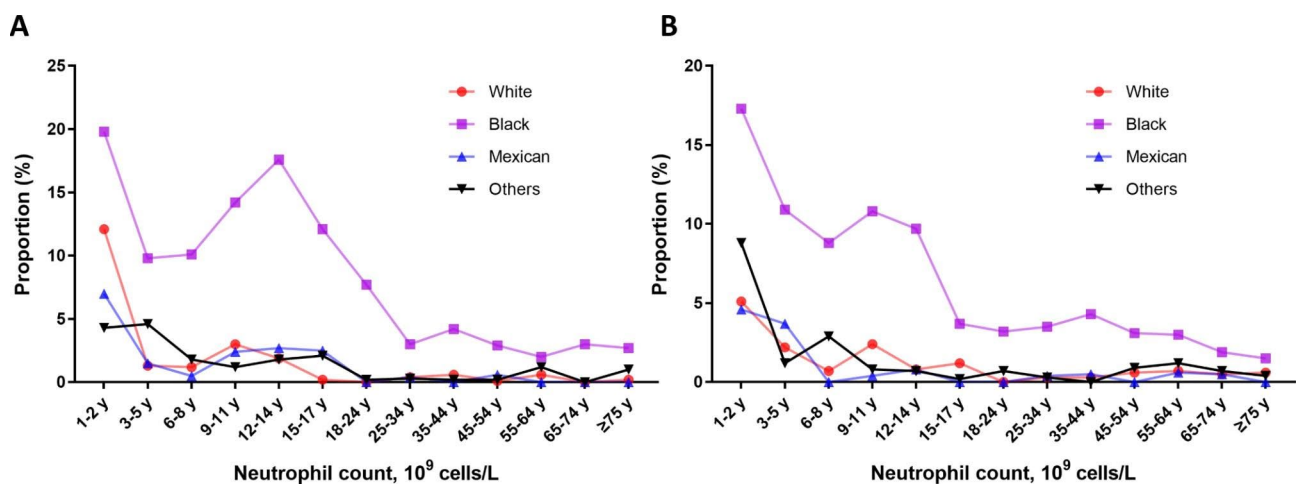 A
25
20
15
10
5
0
Proportion (%)
White
Black
Mexican
Others
1-2 y
3-5 y
6-8 y
9-11 y
12-14 y
15-17 y
18-24 y
25-34 y
35-44 y
45-54 y
55-64 y
65-74 y
≥75 y
Neutrophil count, 10⁹ cells/L
B
20
15
10
5
0
Proportion (%)
White
Black
Mexican
Others
1-2 y
3-5 y
6-8 y
9-11 y
12-14 y
15-17 y
18-24 y
25-34 y
35-44 y
45-54 y
55-64 y
65-74 y
≥75 y
Neutrophil count, 10⁹ cells/L